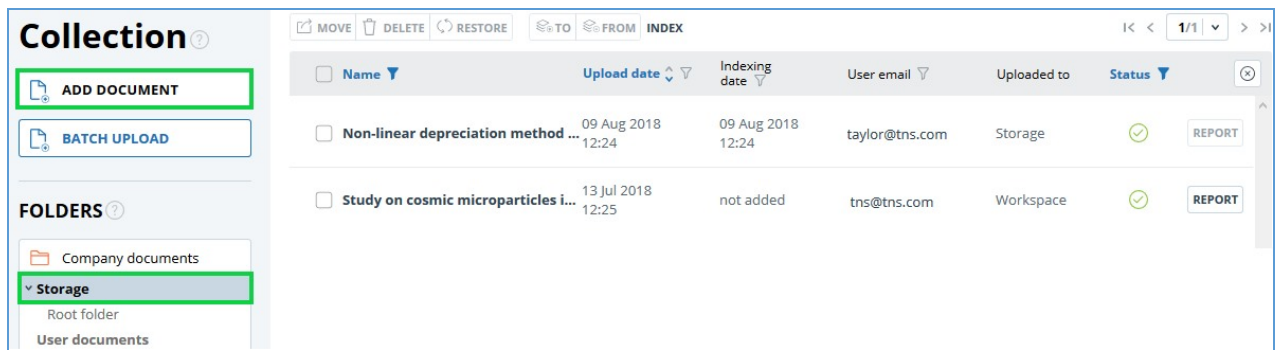 Collection
ADD DOCUMENT
BATCH UPLOAD
FOLDERS
Company documents
Storage
Root folder
User documents
MOVE DELETE RESTORE TO FROM INDEX 1/1
Name Upload date Indexing date User email Uploaded to Status
Non-linear depreciation method ... 09 Aug 2018 12:24 09 Aug 2018 12:24 taylor@tns.com Storage REPORT
Study on cosmic microparticles i... 13 Jul 2018 12:25 not added tns@tns.com Workspace REPORT